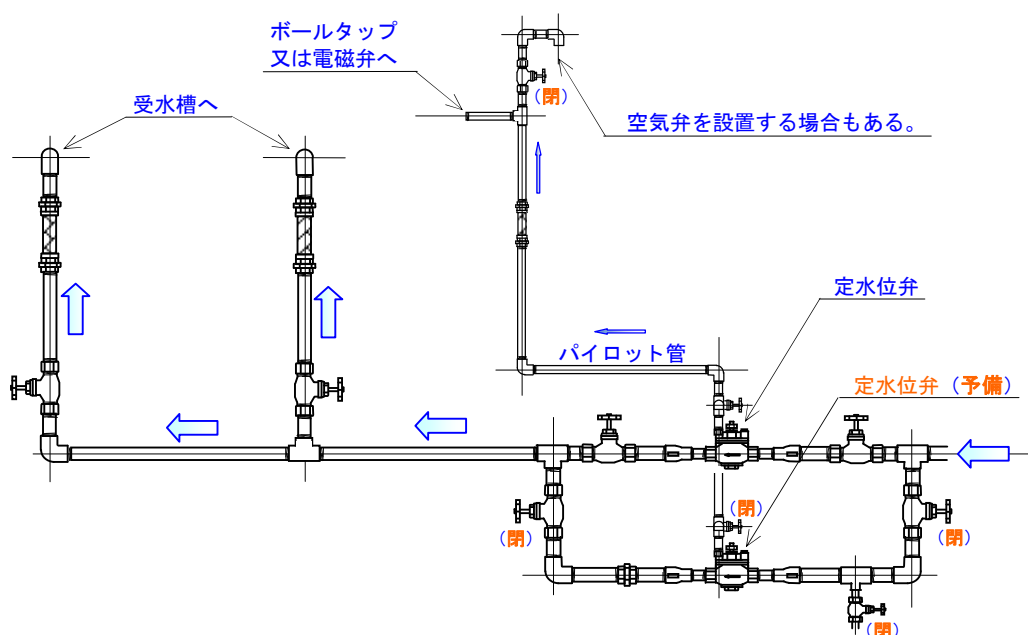 ボールタップ
又は電磁弁へ
受水槽へ
(閉)
空気弁を設置する場合もある。
定水位弁
パイロット管
定水位弁 (予備)
(閉)
(閉)
(閉)
(閉)